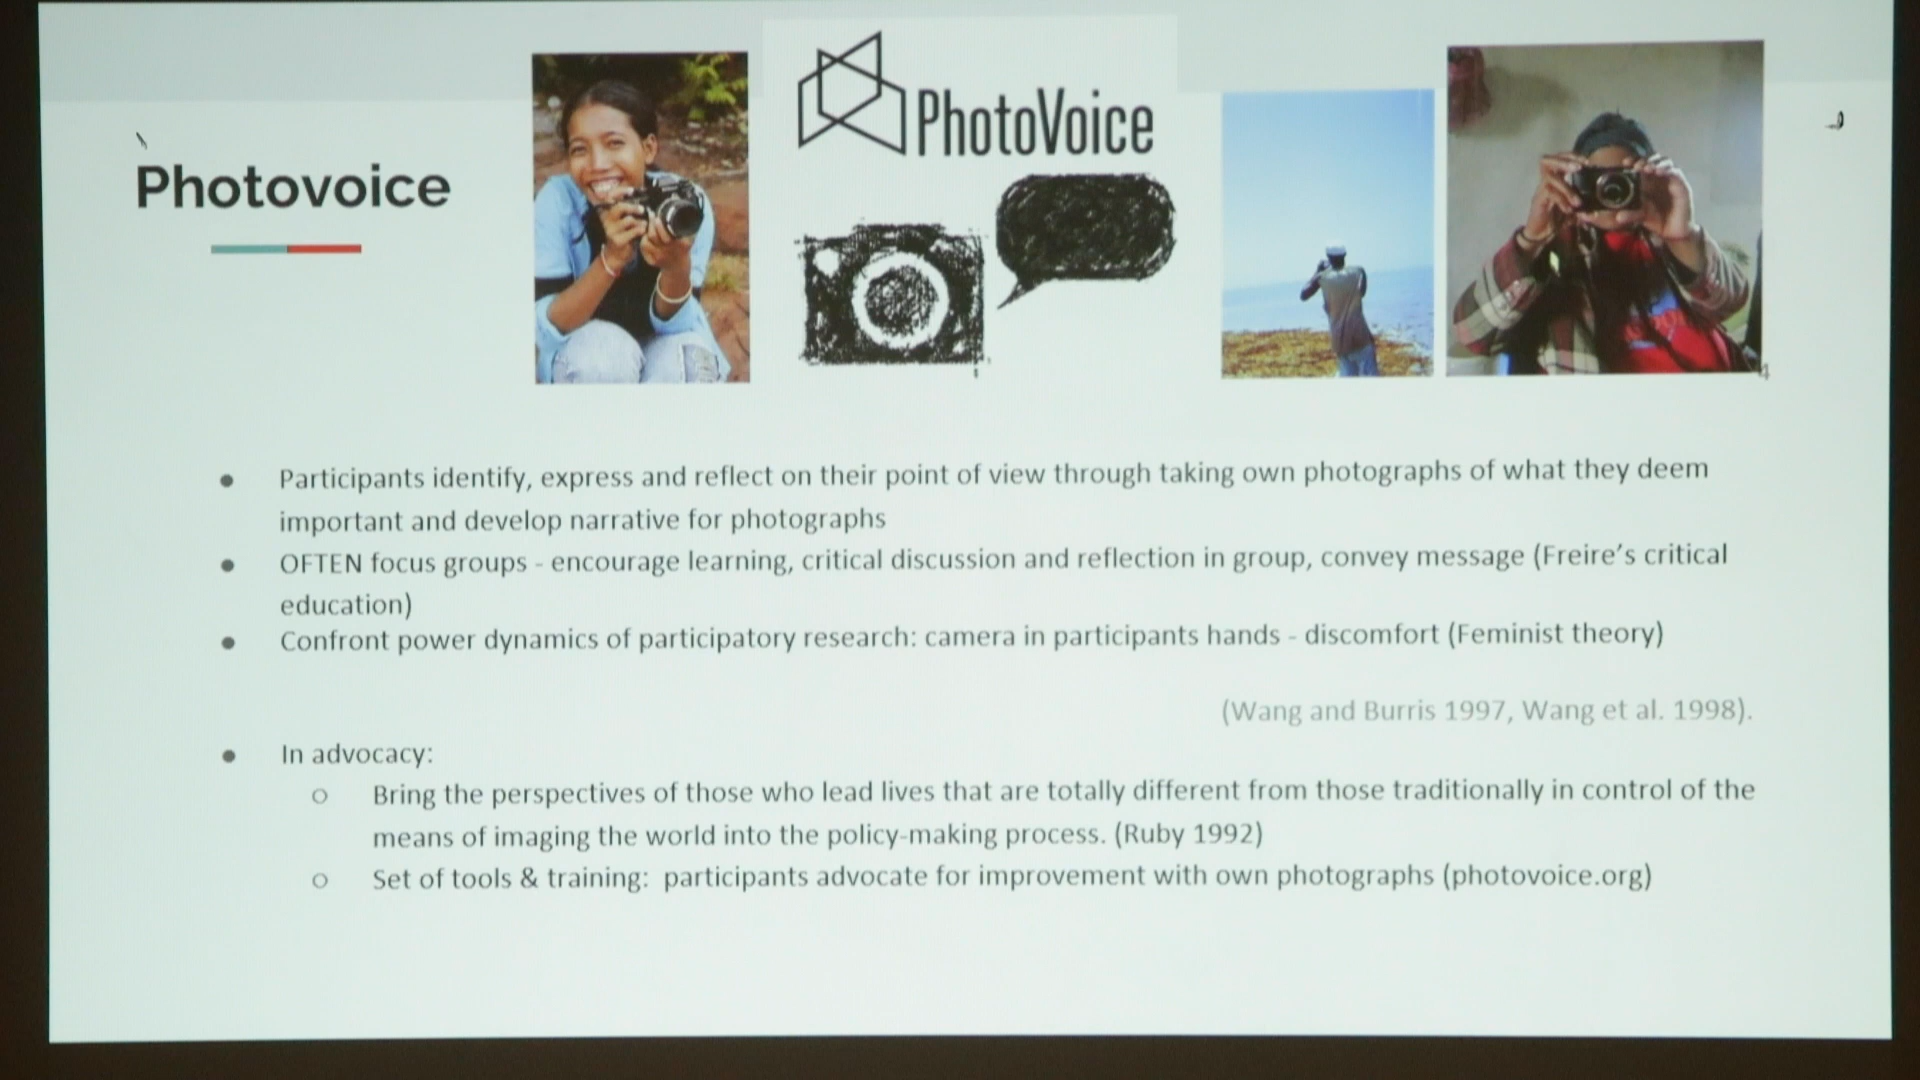 PhotoVoice
Photovoice
4
● Participants identify, express and reflect on their point of view through taking own photographs of what they deem
important and develop narrative for photographs
● OFTEN focus groups - encourage learning, critical discussion and reflection in group, convey message (Freire's critical
education)
● Confront power dynamics of participatory research: camera in participants hands - discomfort (Feminist theory)
(Wang and Burris 1997, Wang et al. 1998).
● In advocacy:
○ Bring the perspectives of those who lead lives that are totally different from those traditionally in control of the
means of imaging the world into the policy-making process. (Ruby 1992)
○ Set of tools & training: participants advocate for improvement with own photographs (photovoice.org)